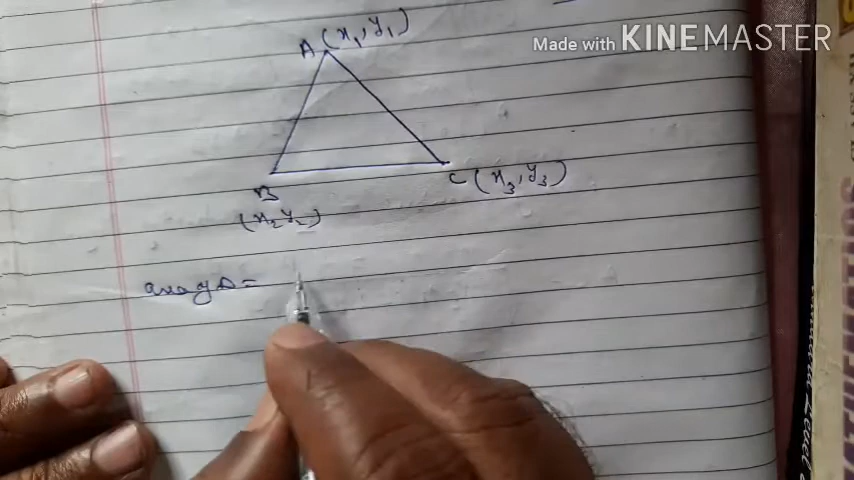 Made with KINEMASTER
A (x₁, y₁)
B
C (x₃, y₃)
(x₂ y₂)
area of Δ =